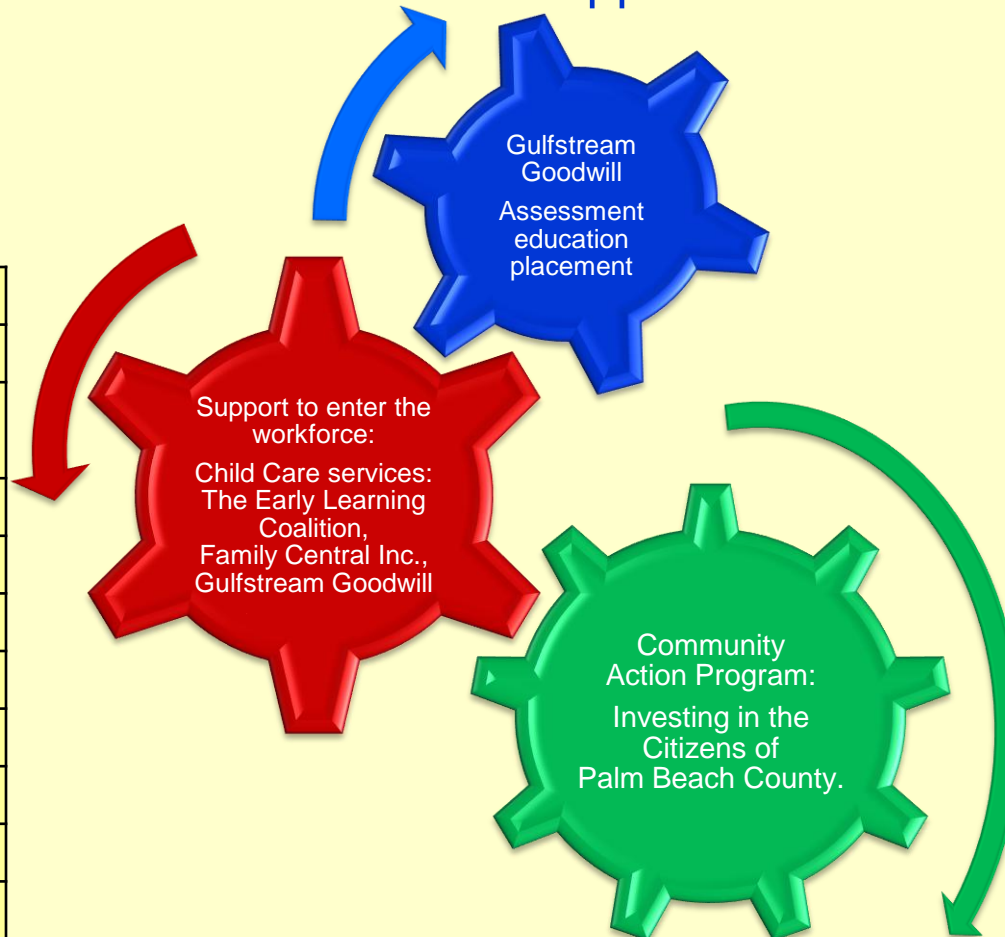 Gulfstream
Goodwill
Assessment
education
placement
Support to enter the
workforce:
Child Care services:
The Early Learning
Coalition,
Family Central Inc.,
Gulfstream Goodwill
Community
Action Program:
Investing in the
Citizens of
Palm Beach County.